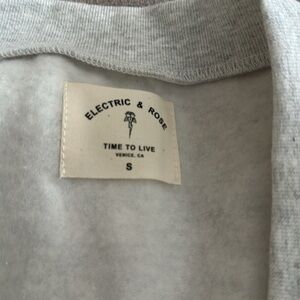 ELECTRIC & ROSE
TIME TO LIVE
VENICE, CA
S